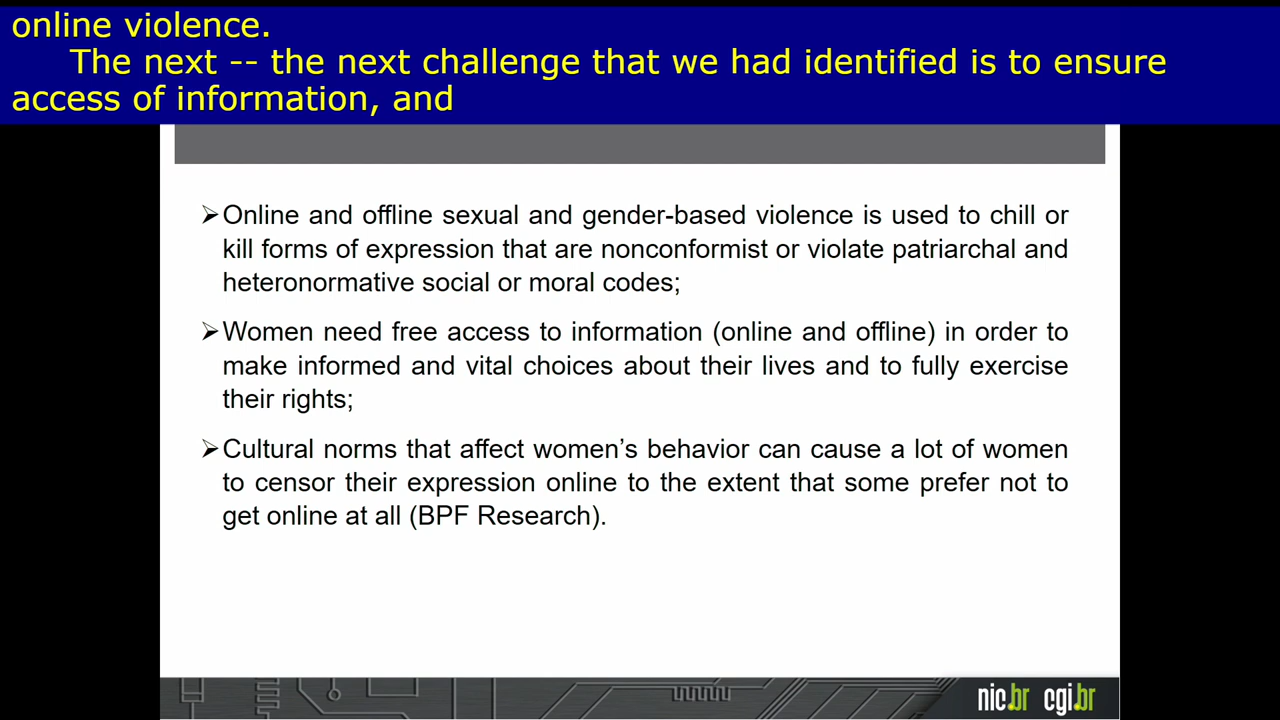 online violence.
The next -- the next challenge that we had identified is to ensure
access of information, and
➢Online and offline sexual and gender-based violence is used to chill or
kill forms of expression that are nonconformist or violate patriarchal and
heteronormative social or moral codes;
➢Women need free access to information (online and offline) in order to
make informed and vital choices about their lives and to fully exercise
their rights;
➢Cultural norms that affect women’s behavior can cause a lot of women
to censor their expression online to the extent that some prefer not to
get online at all (BPF Research).
nic.br cgi.br